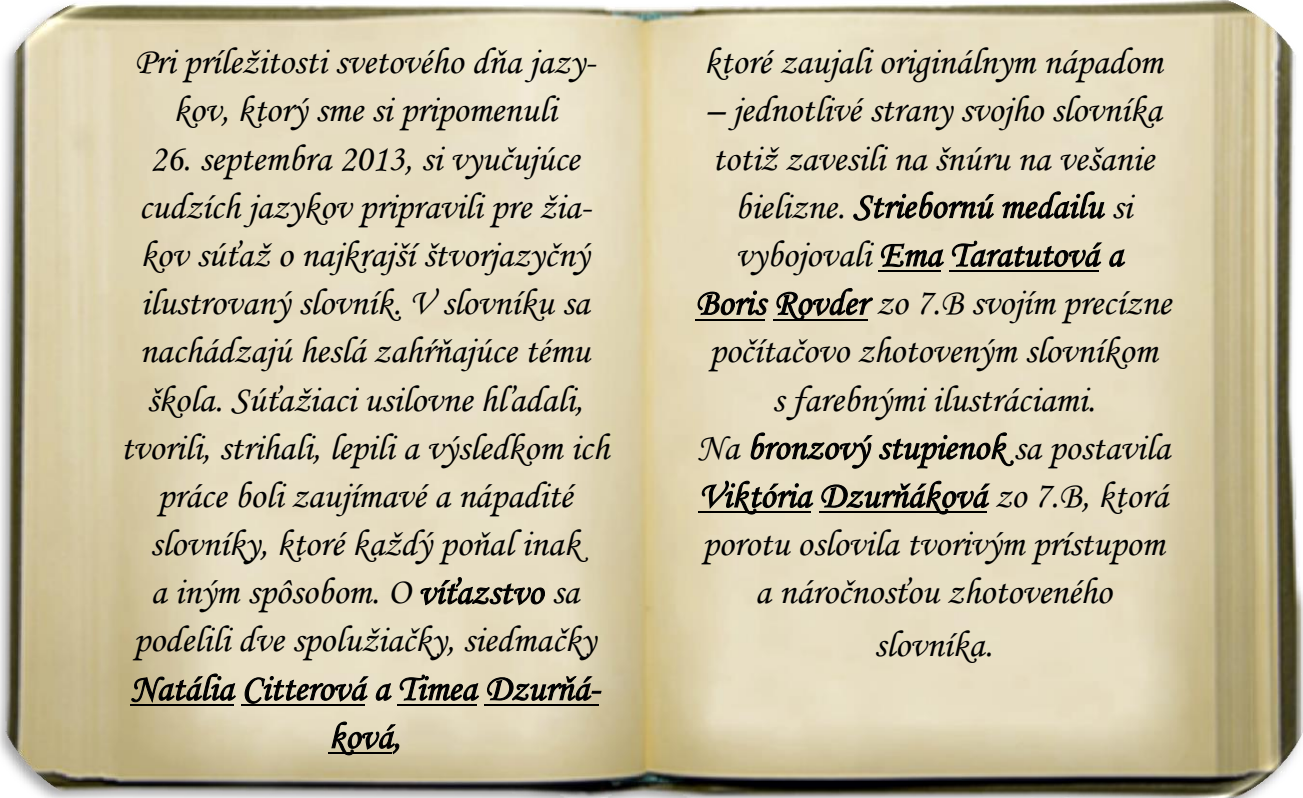 Pri príležitosti svetového dňa jazy-
kov, ktorý sme si pripomenuli
26. septembra 2013, si vyučujúce
cudzích jazykov pripravili pre žia-
kov súťaž o najkrajší štvorjazyčný
ilustrovaný slovník. V slovníku sa
nachádzajú heslá zahŕňajúce tému
škola. Súťažiaci usilovne hľadali,
tvorili, strihali, lepili a výsledkom ich
práce boli zaujímavé a nápadité
slovníky, ktoré každý poňal inak
a iným spôsobom. O víťazstvo sa
podelili dve spolužiačky, siedmačky
Natália Citterová a Timea Dzurňá-
ková,
ktoré zaujali originálnym nápadom
– jednotlivé strany svojho slovníka
totiž zavesili na šnúru na vešanie
bielizne. Striebornú medailu si
vybojovali Ema Taratutová a
Boris Rovder zo 7.B svojím precízne
počítačovo zhotoveným slovníkom
s farebnými ilustráciami.
Na bronzový stupienok sa postavila
Viktória Dzurňáková zo 7.B, ktorá
porotu oslovila tvorivým prístupom
a náročnosťou zhotoveného
slovníka.